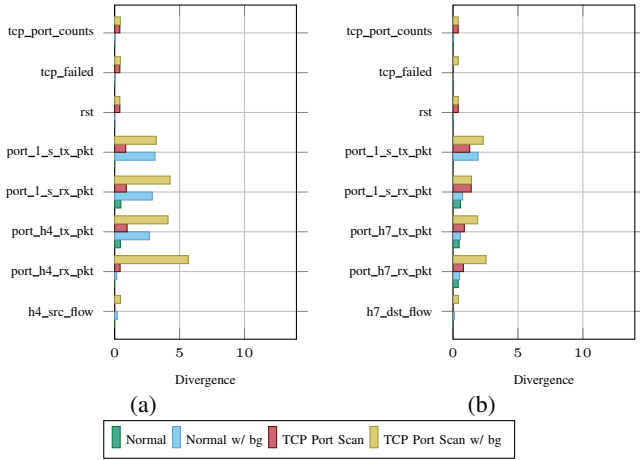 tcp_port_counts
tcp_failed
rst
port_1_s_tx_pkt
port_1_s_rx_pkt
port_h4_tx_pkt
port_h4_rx_pkt
h4_src_flow
0 5 10
Divergence
(a)
tcp_port_counts
tcp_failed
rst
port_1_s_tx_pkt
port_1_s_rx_pkt
port_h7_tx_pkt
port_h7_rx_pkt
h7_dst_flow
0 5 10
Divergence
(b)
Normal Normal w/ bg TCP Port Scan TCP Port Scan w/ bg